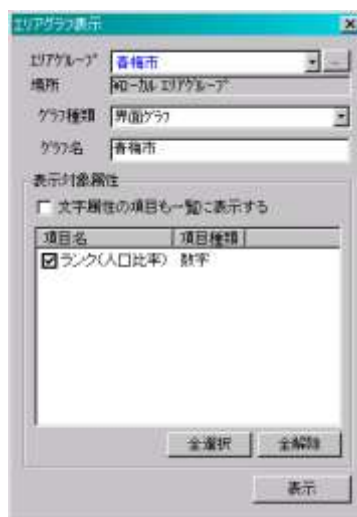 エリアグラフ表示
エリアグループ 青梅市 ...
場所 ¥ローカル エリアグループ
グラフ種類 界面グラフ
グラフ名 青梅市
表示対象属性
文字属性の項目も一覧に表示する
項目名 項目種類
ランク(人口比率) 数字
全選択 全解除
表示